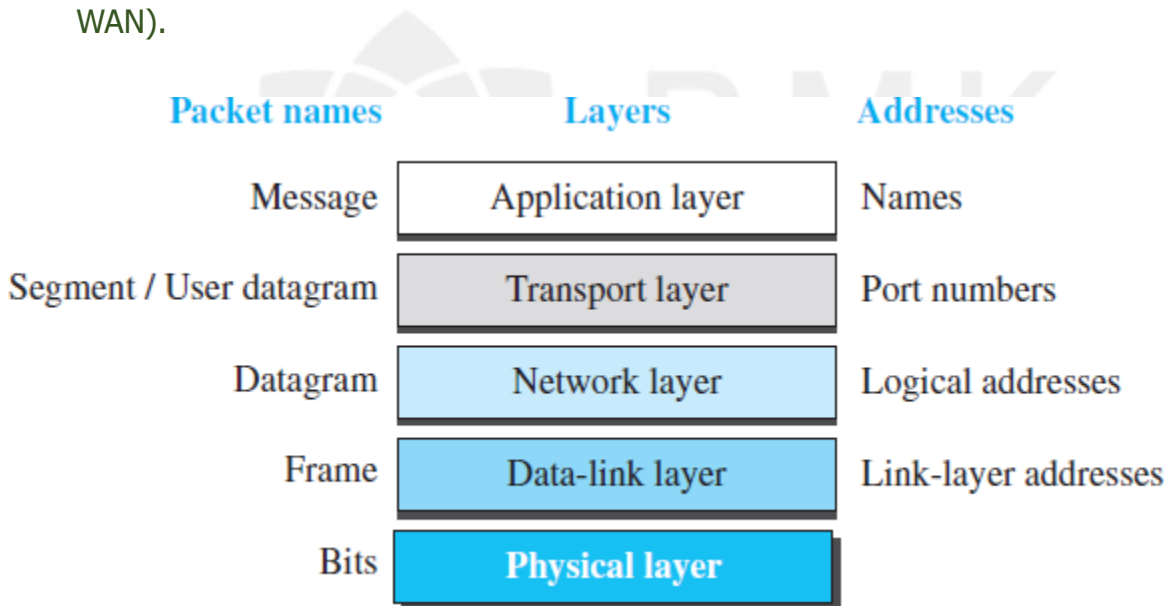 WAN).
Packet names Layers Addresses
Message Application layer Names
Segment / User datagram Transport layer Port numbers
Datagram Network layer Logical addresses
Frame Data-link layer Link-layer addresses
Bits Physical layer